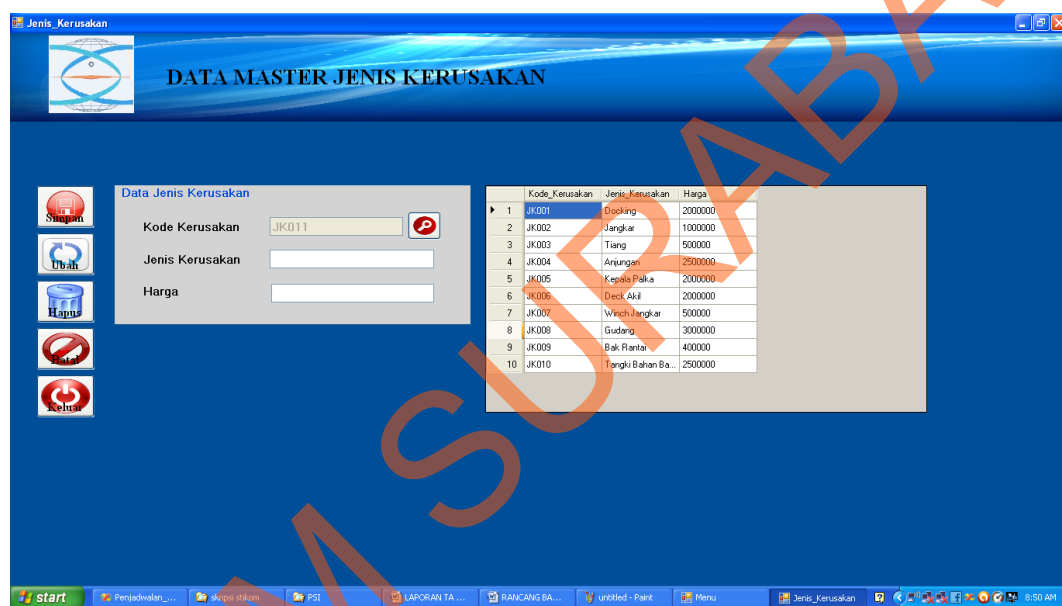 Jenis_Kerusakan
DATA MASTER JENIS KERUSAKAN
Simpan
Ubah
Hapus
Batal
Keluar
Data Jenis Kerusakan
Kode Kerusakan JK011
Jenis Kerusakan
Harga
Kode_Kerusakan Jenis_Kerusakan Harga
1 JK001 Docking 2000000
2 JK002 Jangkar 1000000
3 JK003 Tiang 500000
4 JK004 Anjungan 2500000
5 JK005 Kepala Palka 2000000
6 JK006 Deck Akil 2000000
7 JK007 Winch Jangkar 500000
8 JK008 Gudang 3000000
9 JK009 Bak Rantai 400000
10 JK010 Tangki Bahan Ba... 2500000
M SURABA
start Penjadwalan_... skripsi stikom PSI LAPORAN TA ... RANCANG BA... untitled - Paint Menu Jenis_Kerusakan 8:50 AM